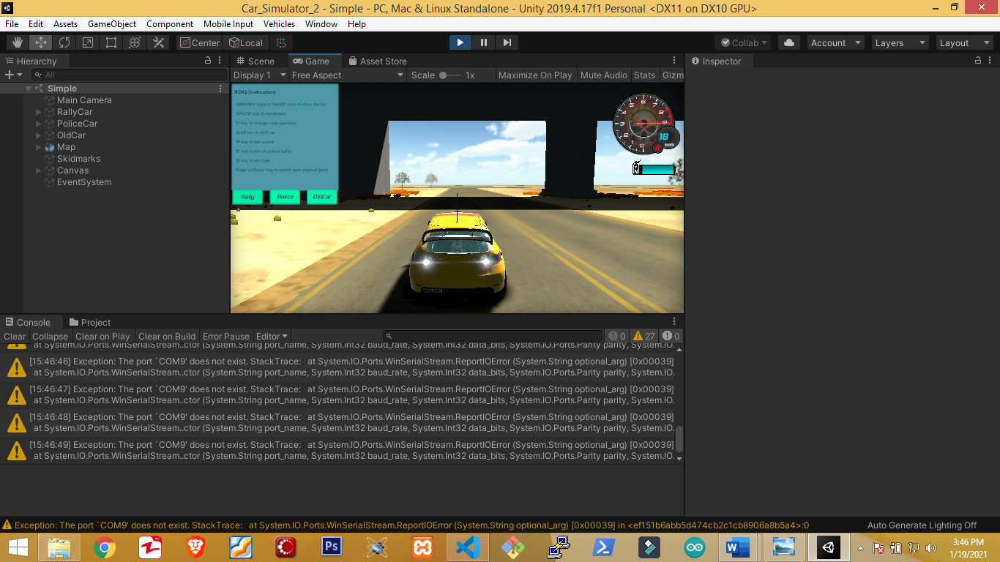 Car_Simulator_2 - Simple - PC, Mac & Linux Standalone - Unity 2019.4.17f1 Personal <DX11 on DX10 GPU>
File Edit Assets GameObject Component Mobile Input Vehicles Window Help
Center Local Collab Account Layers Layout
Hierarchy Scene Game Asset Store Inspector
All Display 1 Free Aspect Scale 1x Maximize On Play Mute Audio Stats Gizm
Simple
Main Camera
RallyCar
PoliceCar
OldCar
Map
Skidmarks
Canvas
EventSystem
RCK2 (instruction)
'ARROWS' keys or 'WASD' keys to drive the car
'SPACE' key to handbrake
'C' key to change view (camera)
'Shift' key to shift car
'R' key to rest scane
'E' key to trun on police lights
'G' key to rest cars
'Page Up/Down' key to switch gear (manual gear)
Rally Police OldCar
0 1 2 3 4 5 6 7 8 9
16
km/h
R
Console Project
Clear Collapse Clear on Play Clear on Build Error Pause Editor 0 27 0
at System.IO.Ports.WinSerialStream..ctor (System.String port_name, System.Int32 baud_rate, System.Int32 data_bits, System.IO.Ports.Parity parity, System.IO.
[15:46:46] Exception: The port `COM9' does not exist. StackTrace: at System.IO.Ports.WinSerialStream.ReportIOError (System.String optional_arg) [0x00039]
at System.IO.Ports.WinSerialStream..ctor (System.String port_name, System.Int32 baud_rate, System.Int32 data_bits, System.IO.Ports.Parity parity, System.IO.
[15:46:47] Exception: The port `COM9' does not exist. StackTrace: at System.IO.Ports.WinSerialStream.ReportIOError (System.String optional_arg) [0x00039]
at System.IO.Ports.WinSerialStream..ctor (System.String port_name, System.Int32 baud_rate, System.Int32 data_bits, System.IO.Ports.Parity parity, System.IO.
[15:46:48] Exception: The port `COM9' does not exist. StackTrace: at System.IO.Ports.WinSerialStream.ReportIOError (System.String optional_arg) [0x00039]
at System.IO.Ports.WinSerialStream..ctor (System.String port_name, System.Int32 baud_rate, System.Int32 data_bits, System.IO.Ports.Parity parity, System.IO.
[15:46:49] Exception: The port `COM9' does not exist. StackTrace: at System.IO.Ports.WinSerialStream.ReportIOError (System.String optional_arg) [0x00039]
at System.IO.Ports.WinSerialStream..ctor (System.String port_name, System.Int32 baud_rate, System.Int32 data_bits, System.IO.Ports.Parity parity, System.IO.
Exception: The port `COM9' does not exist. StackTrace: at System.IO.Ports.WinSerialStream.ReportIOError (System.String optional_arg) [0x00039] in <ef151b6abb5d474cb2c1cb8906a8b5a4>:0 Auto Generate Lighting Off
Ps
3:46 PM
1/19/2021